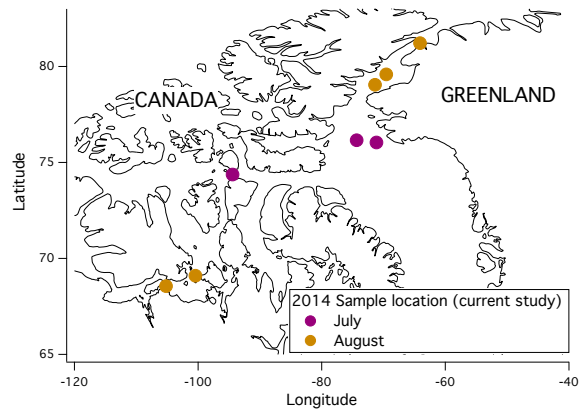 80
CANADA
GREENLAND
75
Latitude
70
2014 Sample location (current study)
July
August
65
-120
-100
-80
-60
-40
Longitude